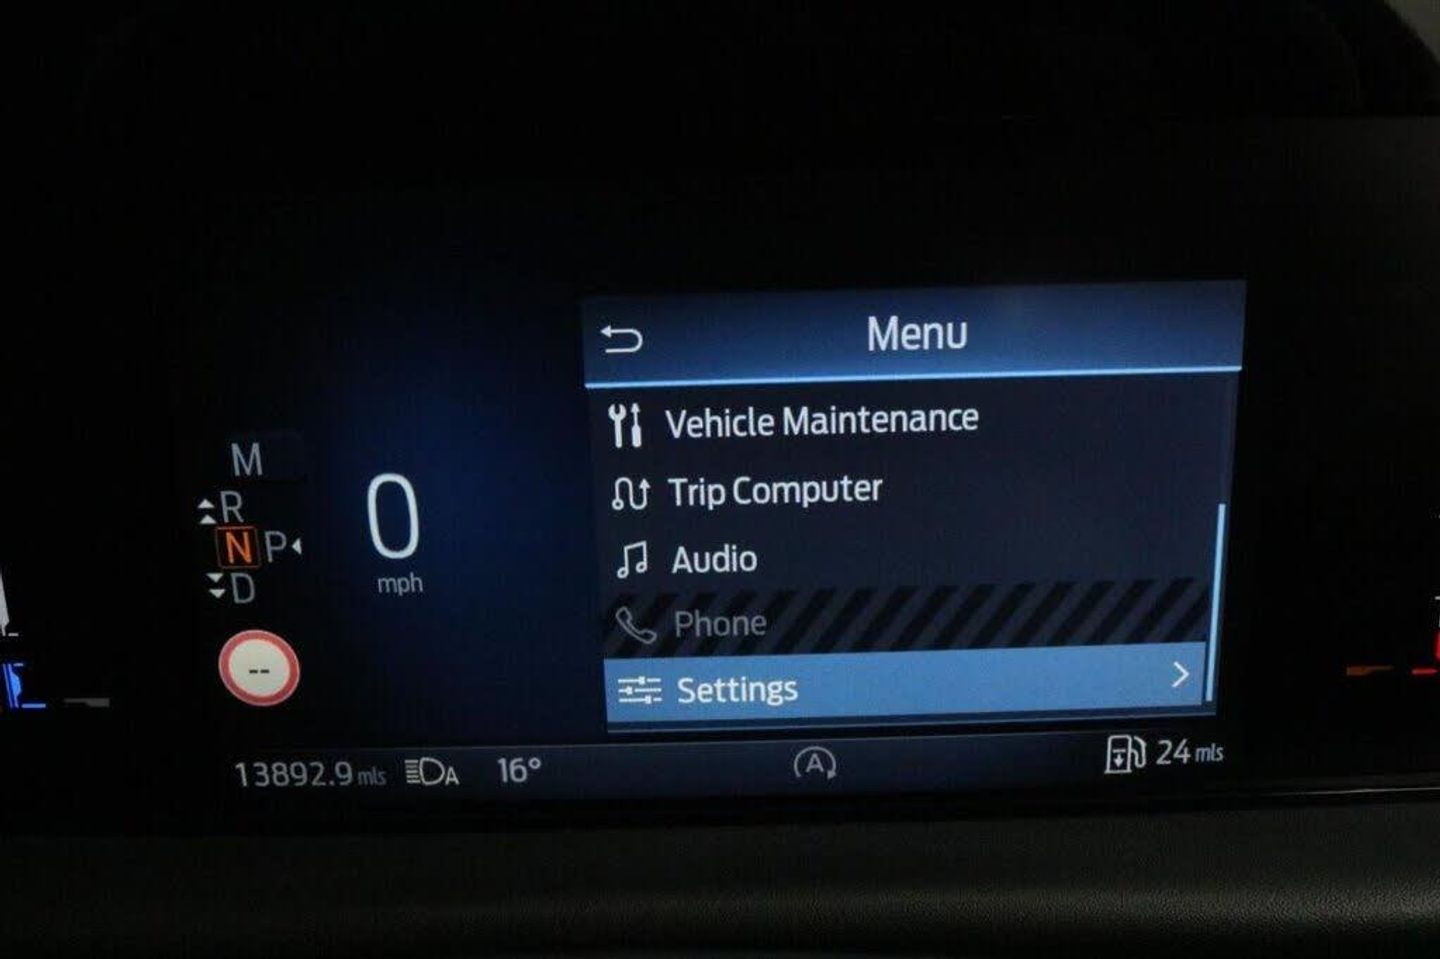 Menu
Vehicle Maintenance
Trip Computer
Audio
Phone
Settings
M
R
N P
D
0
mph
--
13892.9 mls
A
16°
A
24 mls